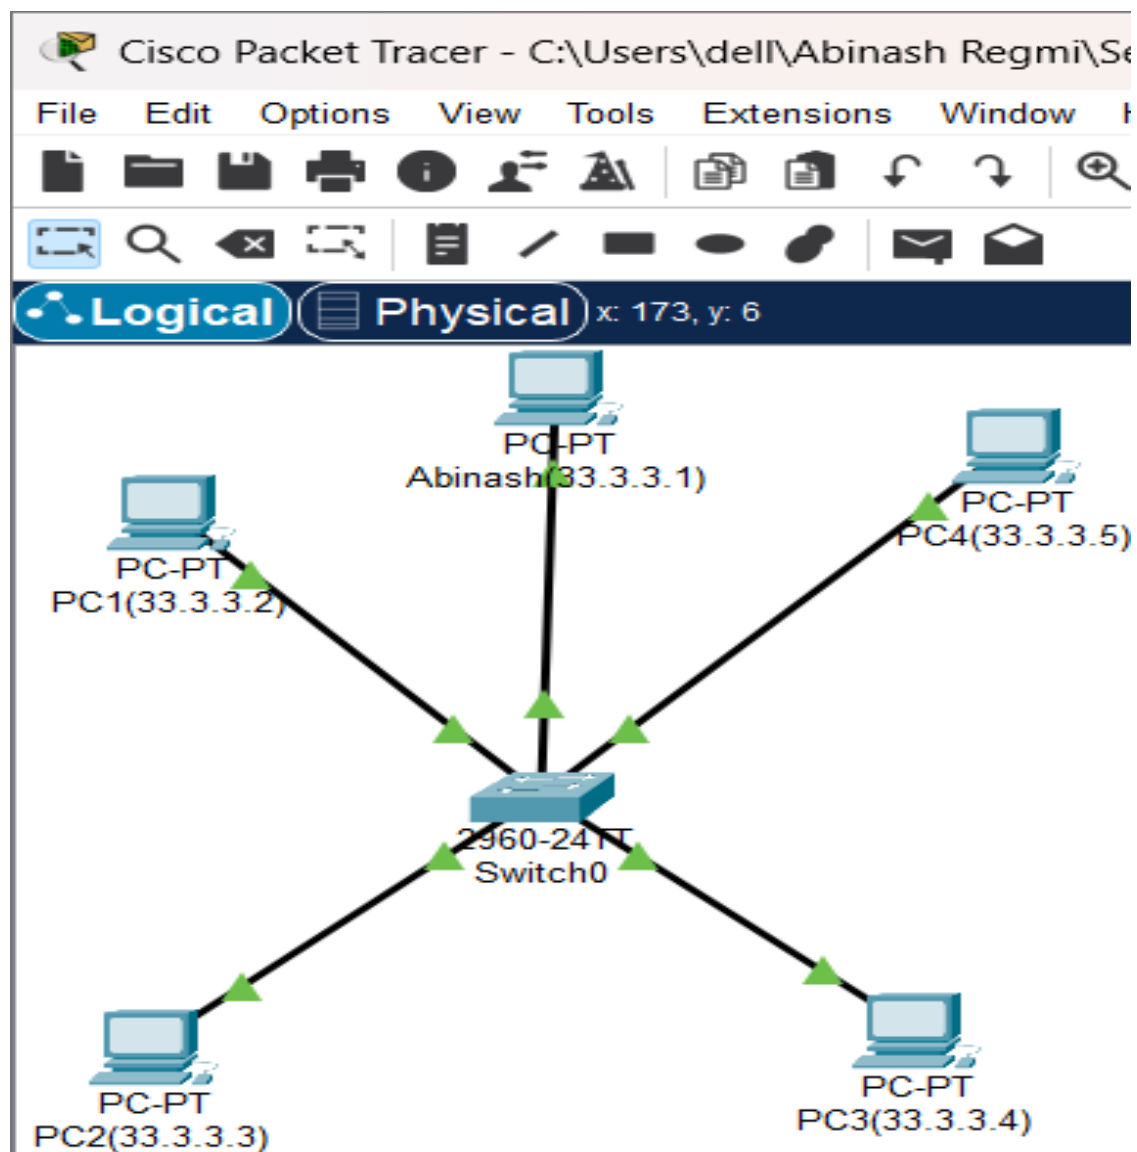 Cisco Packet Tracer - C:\Users\dell\Abinash Regmi\Se
File Edit Options View Tools Extensions Window H
Logical Physical x: 173, y: 6
PC-PT
Abinash(33.3.3.1)
PC-PT
PC4(33.3.3.5)
PC-PT
PC1(33.3.3.2)
2960-24TT
Switch0
PC-PT
PC2(33.3.3.3)
PC-PT
PC3(33.3.3.4)